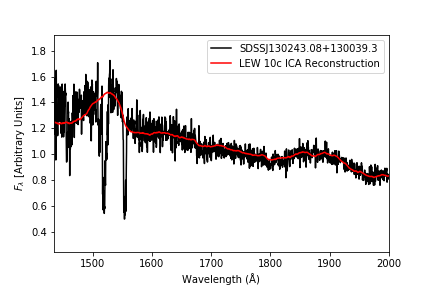 SDSSJ130243.08+130039.3
LEW 10c ICA Reconstruction
1.8
1.6
1.4
1.2
1.0
0.8
0.6
0.4
Fλ [Arbitrary Units]
1500 1600 1700 1800 1900 2000
Wavelength (Å)